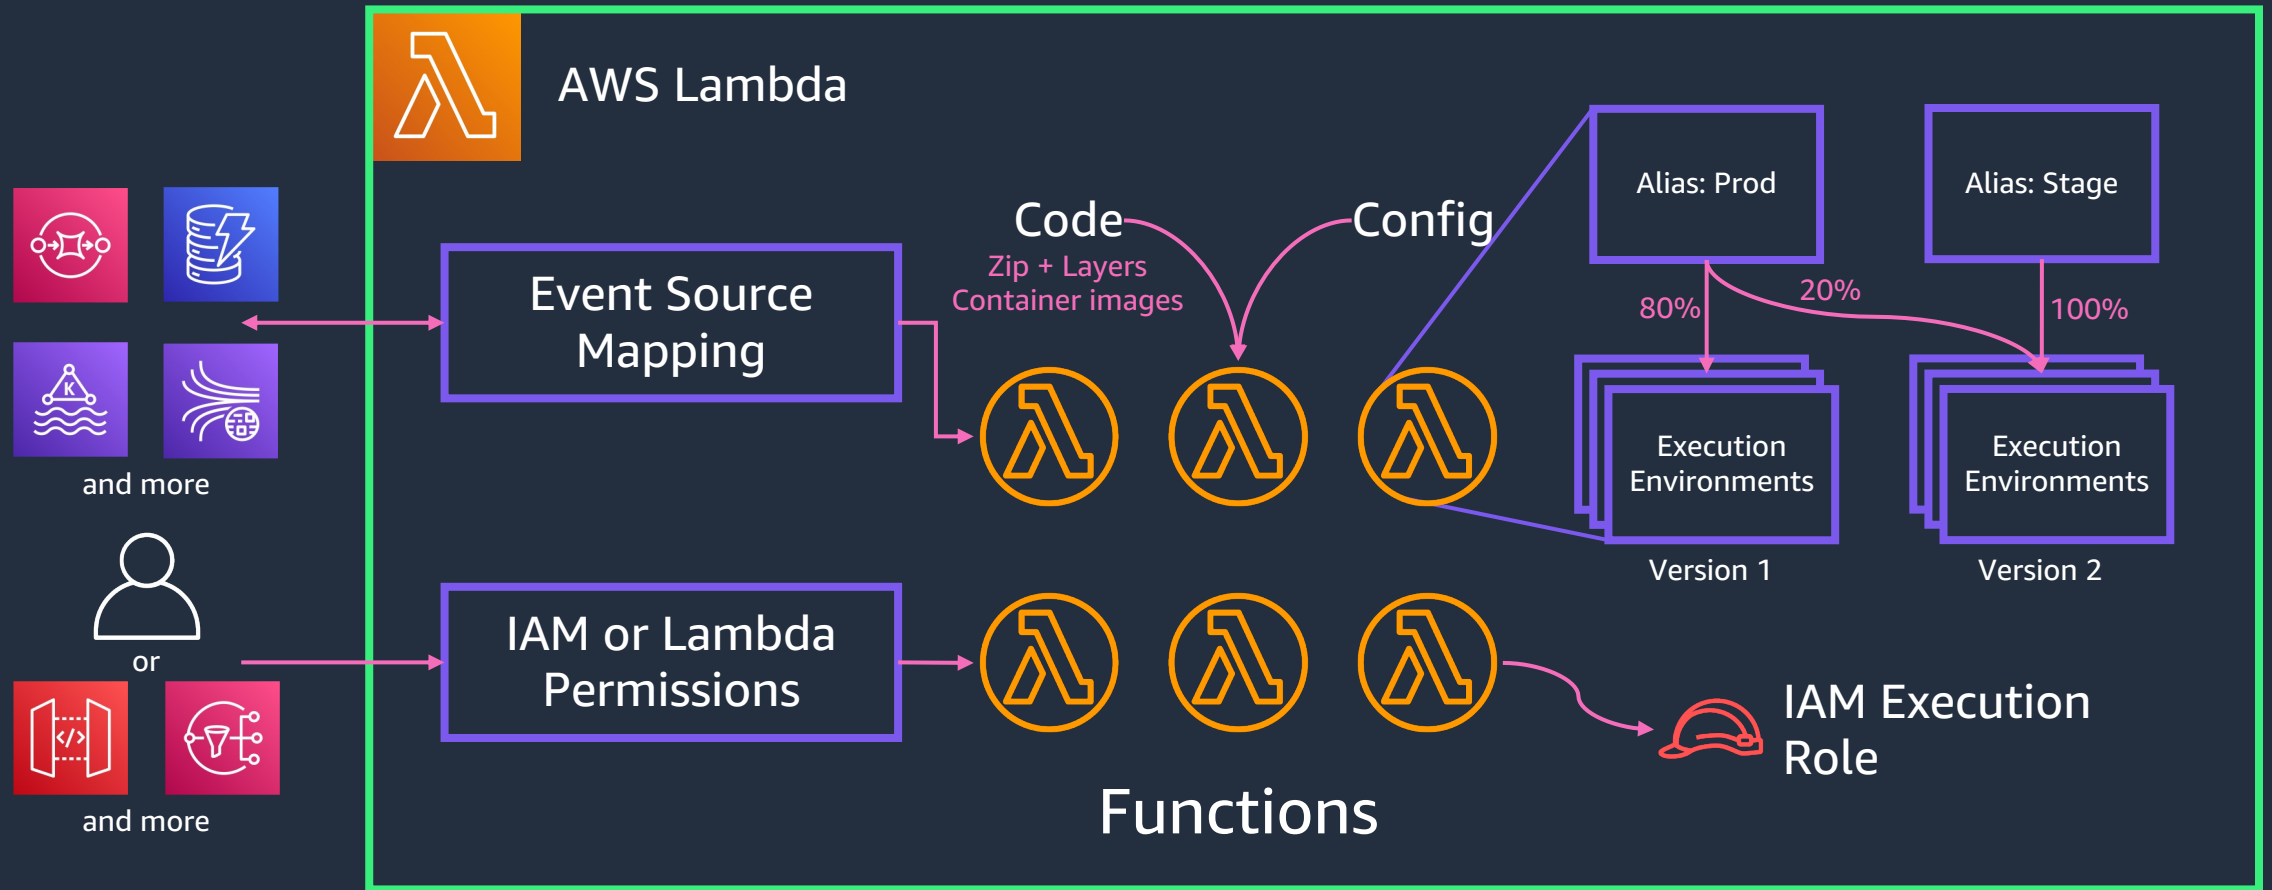 AWS Lambda
and more
or
and more
Event Source
Mapping
IAM or Lambda
Permissions
Code
Zip + Layers
Container images
Config
K
</>
Alias: Prod
Alias: Stage
80%
20%
100%
Execution
Environments
Version 1
Execution
Environments
Version 2
IAM Execution
Role
Functions